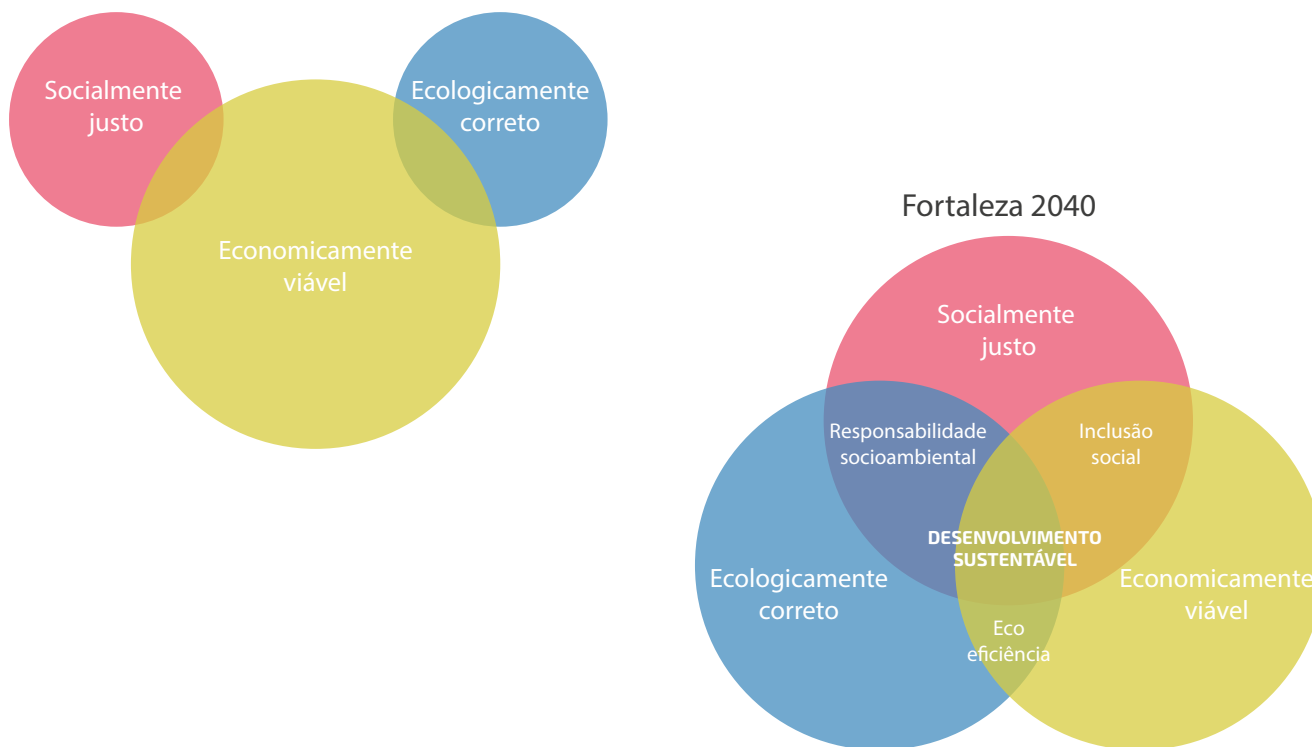 Socialmente
justo
Ecologicamente
correto
Economicamente
viável
Fortaleza 2040
Socialmente
justo
Responsabilidade
socioambiental
Inclusão
social
DESENVOLVIMENTO
SUSTENTÁVEL
Ecologicamente
correto
Economicamente
viável
Eco
eficiência